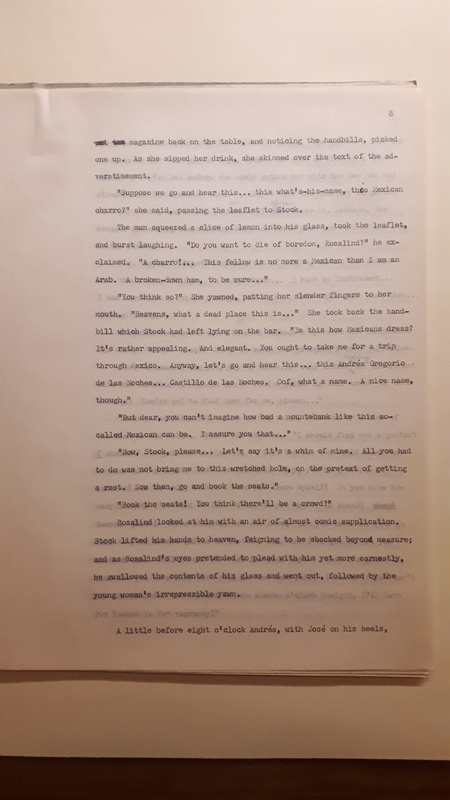 8
magazine back on the table, and noticing the handbills, picked
one up. As she sipped her drink, she skimmed over the text of the ad-
vertisement.
"Suppose we go and hear this... this what's-his-name, this Mexican
charro?" she said, passing the leaflet to Stock.
The man squeezed a slice of lemon into his glass, took the leaflet,
and burst laughing. "Do you want to die of boredom, Rosalind?" he ex-
claimed. "A charro!... This fellow is no more a Mexican than I am an
Arab. A broken-down ham, to be sure..."
"You think so?" She yawned, patting her slender fingers to her
mouth. "Heavens, what a dead place this is..." She took back the hand-
bill which Stock had left lying on the bar. "Is this how Mexicans dress?
It's rather appealing. And elegant. You ought to take me for a trip
through Mexico. Anyway, let's go and hear this... this Andrés Gregorio
de las Noches... Castillo de las Noches. Oof, what a name. A nice name,
though."
"But dear, you can't imagine how bad a mountebank like this so-
called Mexican can be. I assure you that..."
"Now, Stock, please... Let's say it's a whim of mine. All you had
to do was not bring me to this wretched hole, on the pretext of getting
a rest. Now then, go and book the seats."
"Book the seats! You think there'll be a crowd?"
Rosalind looked at him with an air of almost comic supplication.
Stock lifted his hands to heaven, feigning to be shocked beyond measure;
and as Rosalind's eyes pretended to plead with him yet more earnestly,
he swallowed the contents of his glass and went out, followed by the
young woman's irrepressible yawn.
A little before eight o'clock Andrés, with José on his heels,